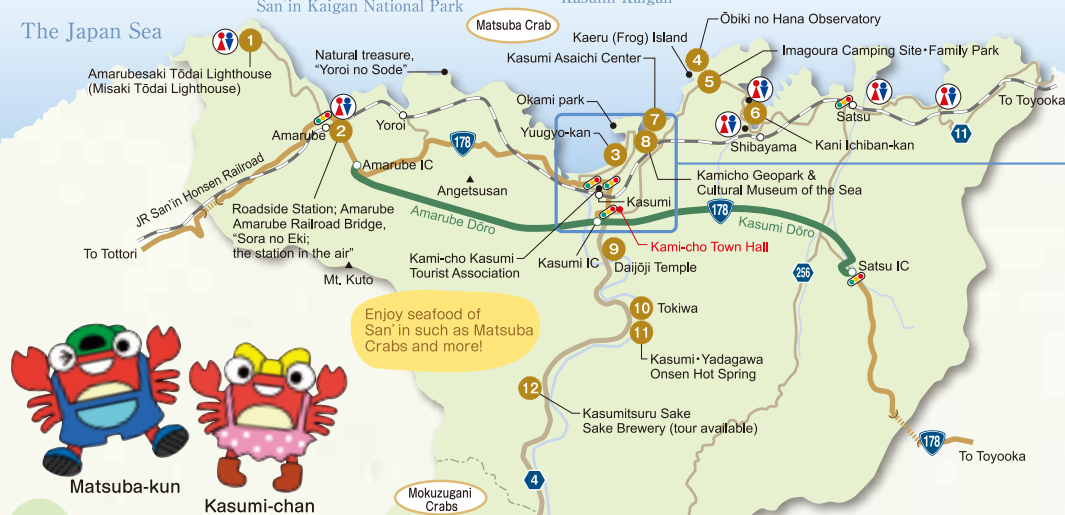 San'in Kaigan National Park
Kasumi Kaigan
The Japan Sea
Matsuba Crab
Ōbiki no Hana Observatory
Kaeru (Frog) Island
4
1
Natural treasure,
"Yoroi no Sode"
Kasumi Asaichi Center
5
Imagoura Camping Site・Family Park
Amarubesaki Tōdai Lighthouse
(Misaki Tōdai Lighthouse)
Okami park
7
6
Satsu
To Toyooka
Amarube
2
Yoroi
178
Yuugyo-kan
3
8
Shibayama
Kani Ichiban-kan
11
Amarube IC
Angetsusan
Kamicho Geopark &
Cultural Museum of the Sea
JR San'in Honsen Railroad
Kasumi
Roadside Station; Amarube
Amarube Railroad Bridge,
"Sora no Eki;
the station in the air"
Amarube Dōro
178
Kasumi Dōro
To Tottori
Mt. Kuto
Kami-cho Kasumi
Tourist Association
Kasumi IC
Kami-cho Town Hall
9
Daijōji Temple
256
Satsu IC
Enjoy seafood of
San'in such as Matsuba
Crabs and more!
10
Tokiwa
11
Kasumi・Yadagawa
Onsen Hot Spring
12
Kasumitsuru Sake
Sake Brewery (tour available)
178
To Toyooka
4
Matsuba-kun
Kasumi-chan
Mokuzugani
Crabs